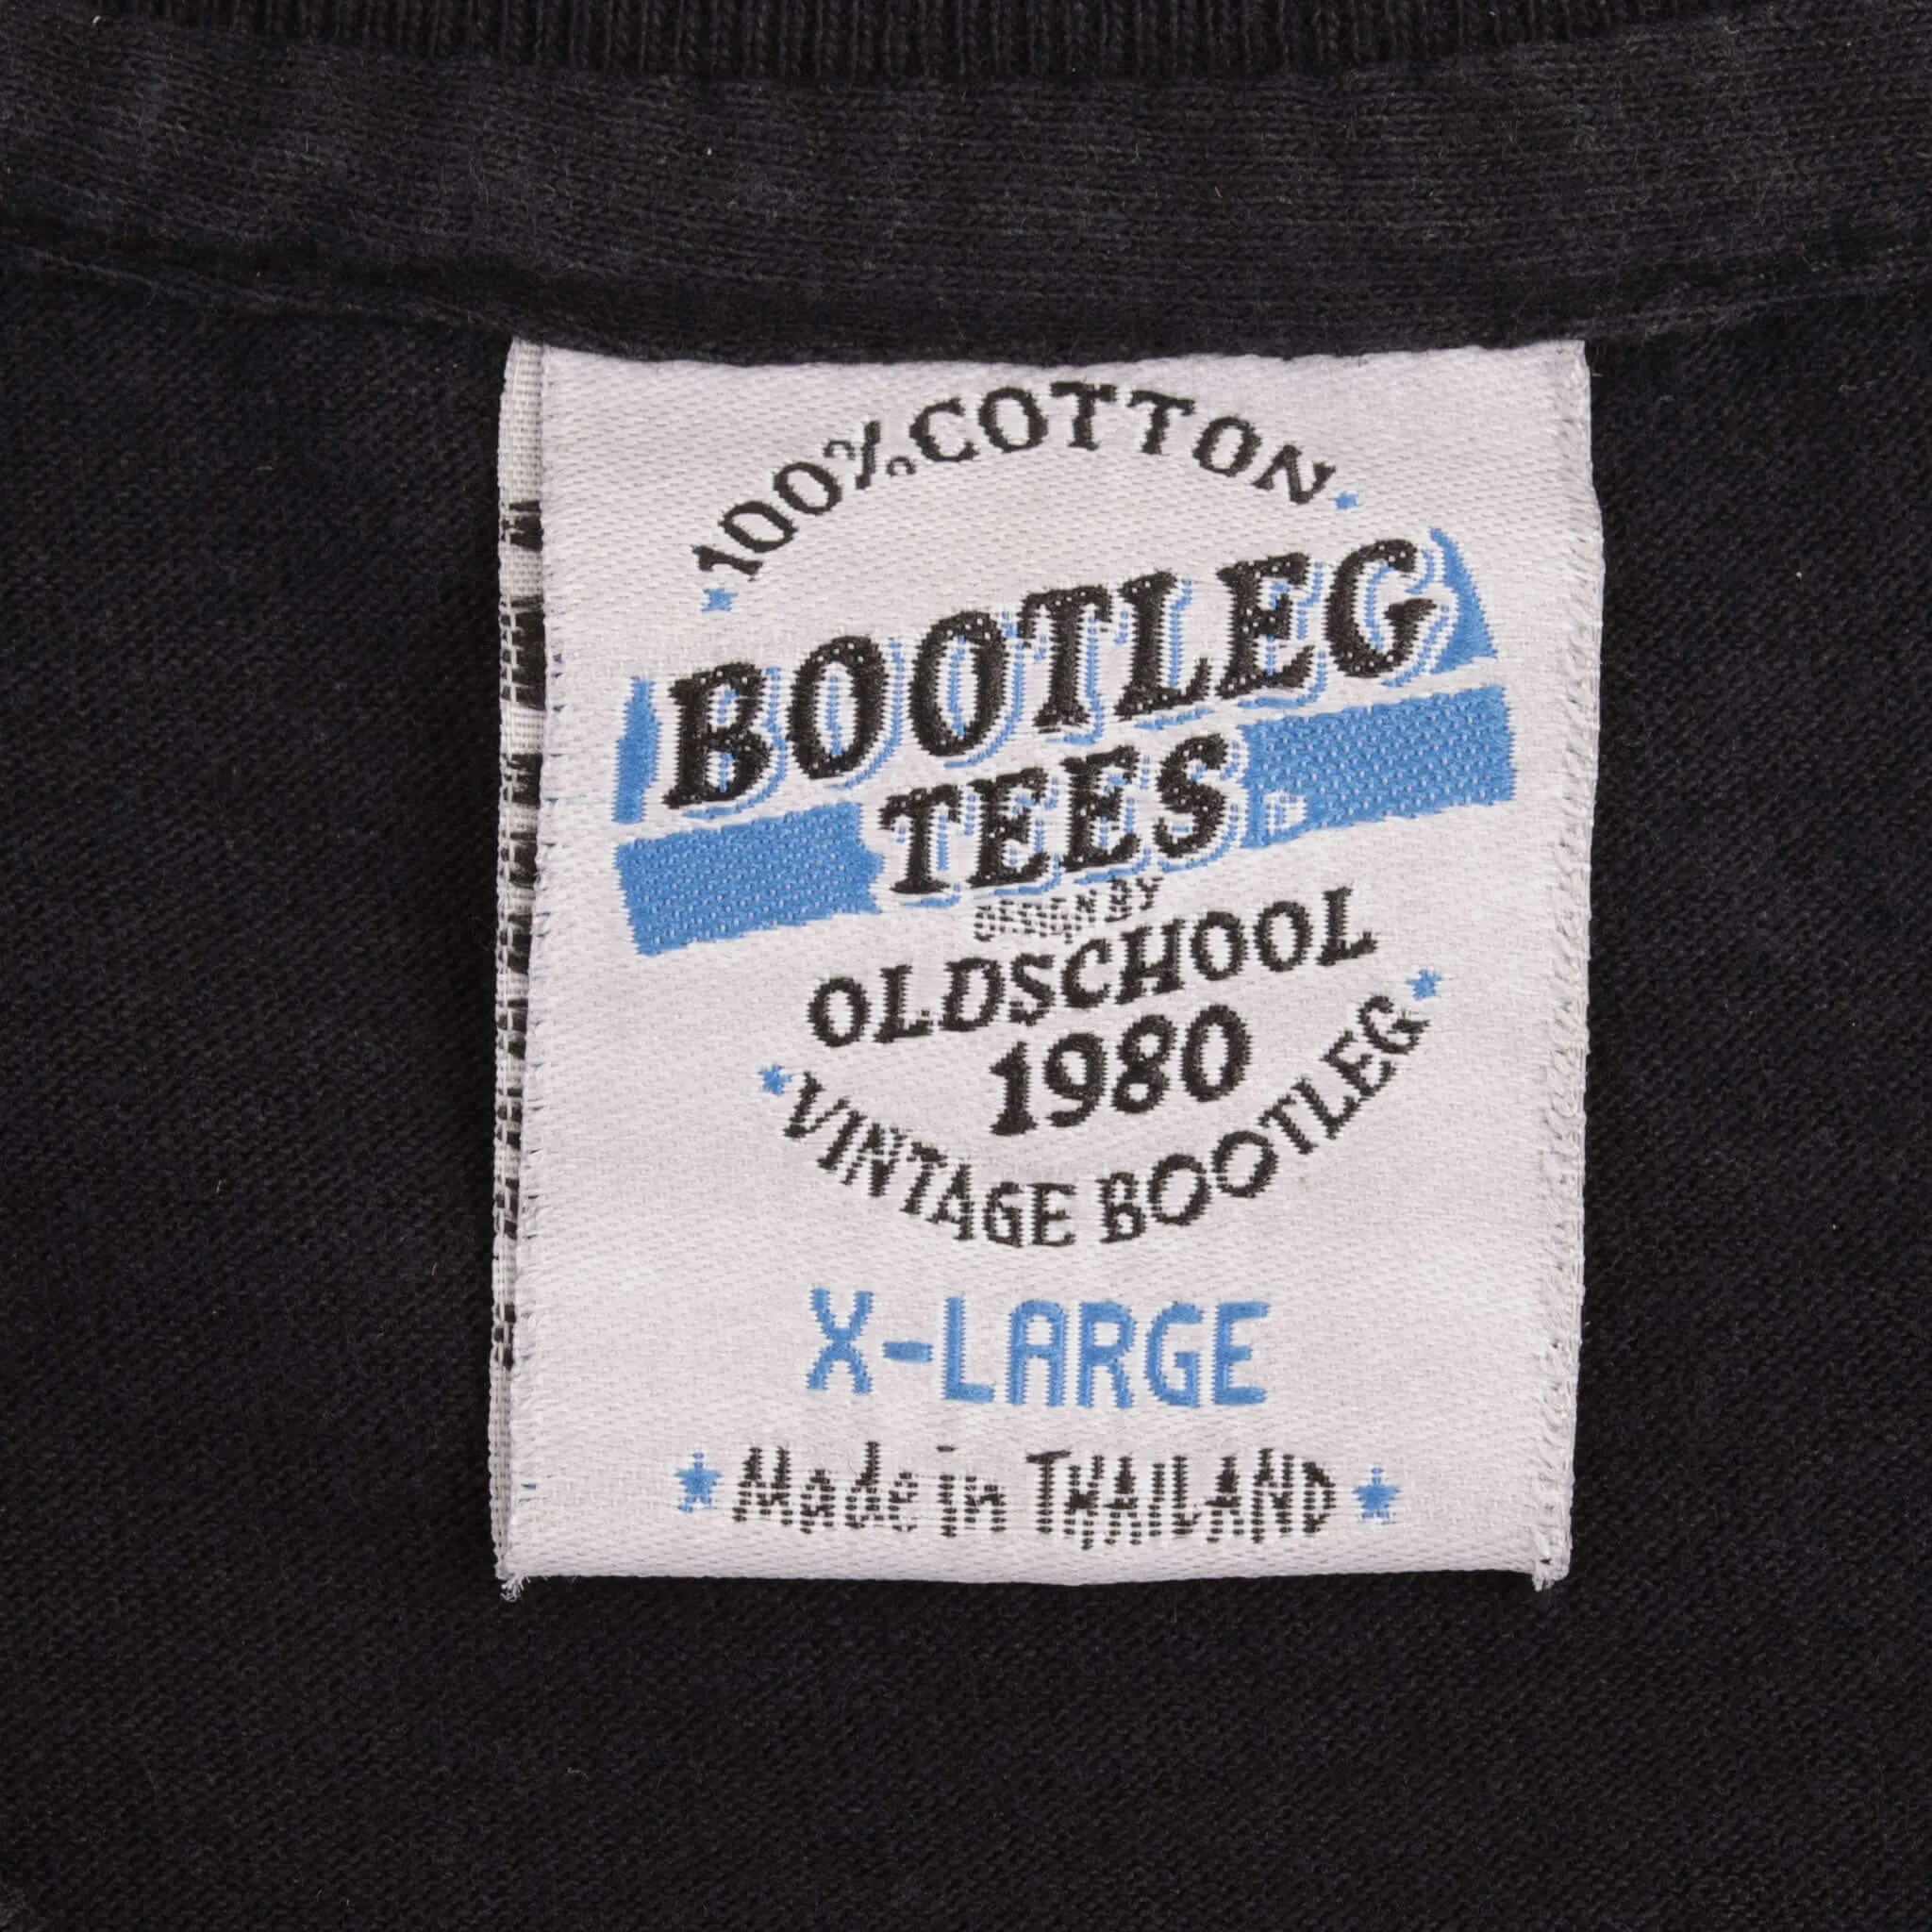 100% COTTON
BOOTLEG
TEES.
DESIGN BY
OLDSCHOOL
1980
VINTAGE BOOTLEG
X-LARGE
Made in THAILAND